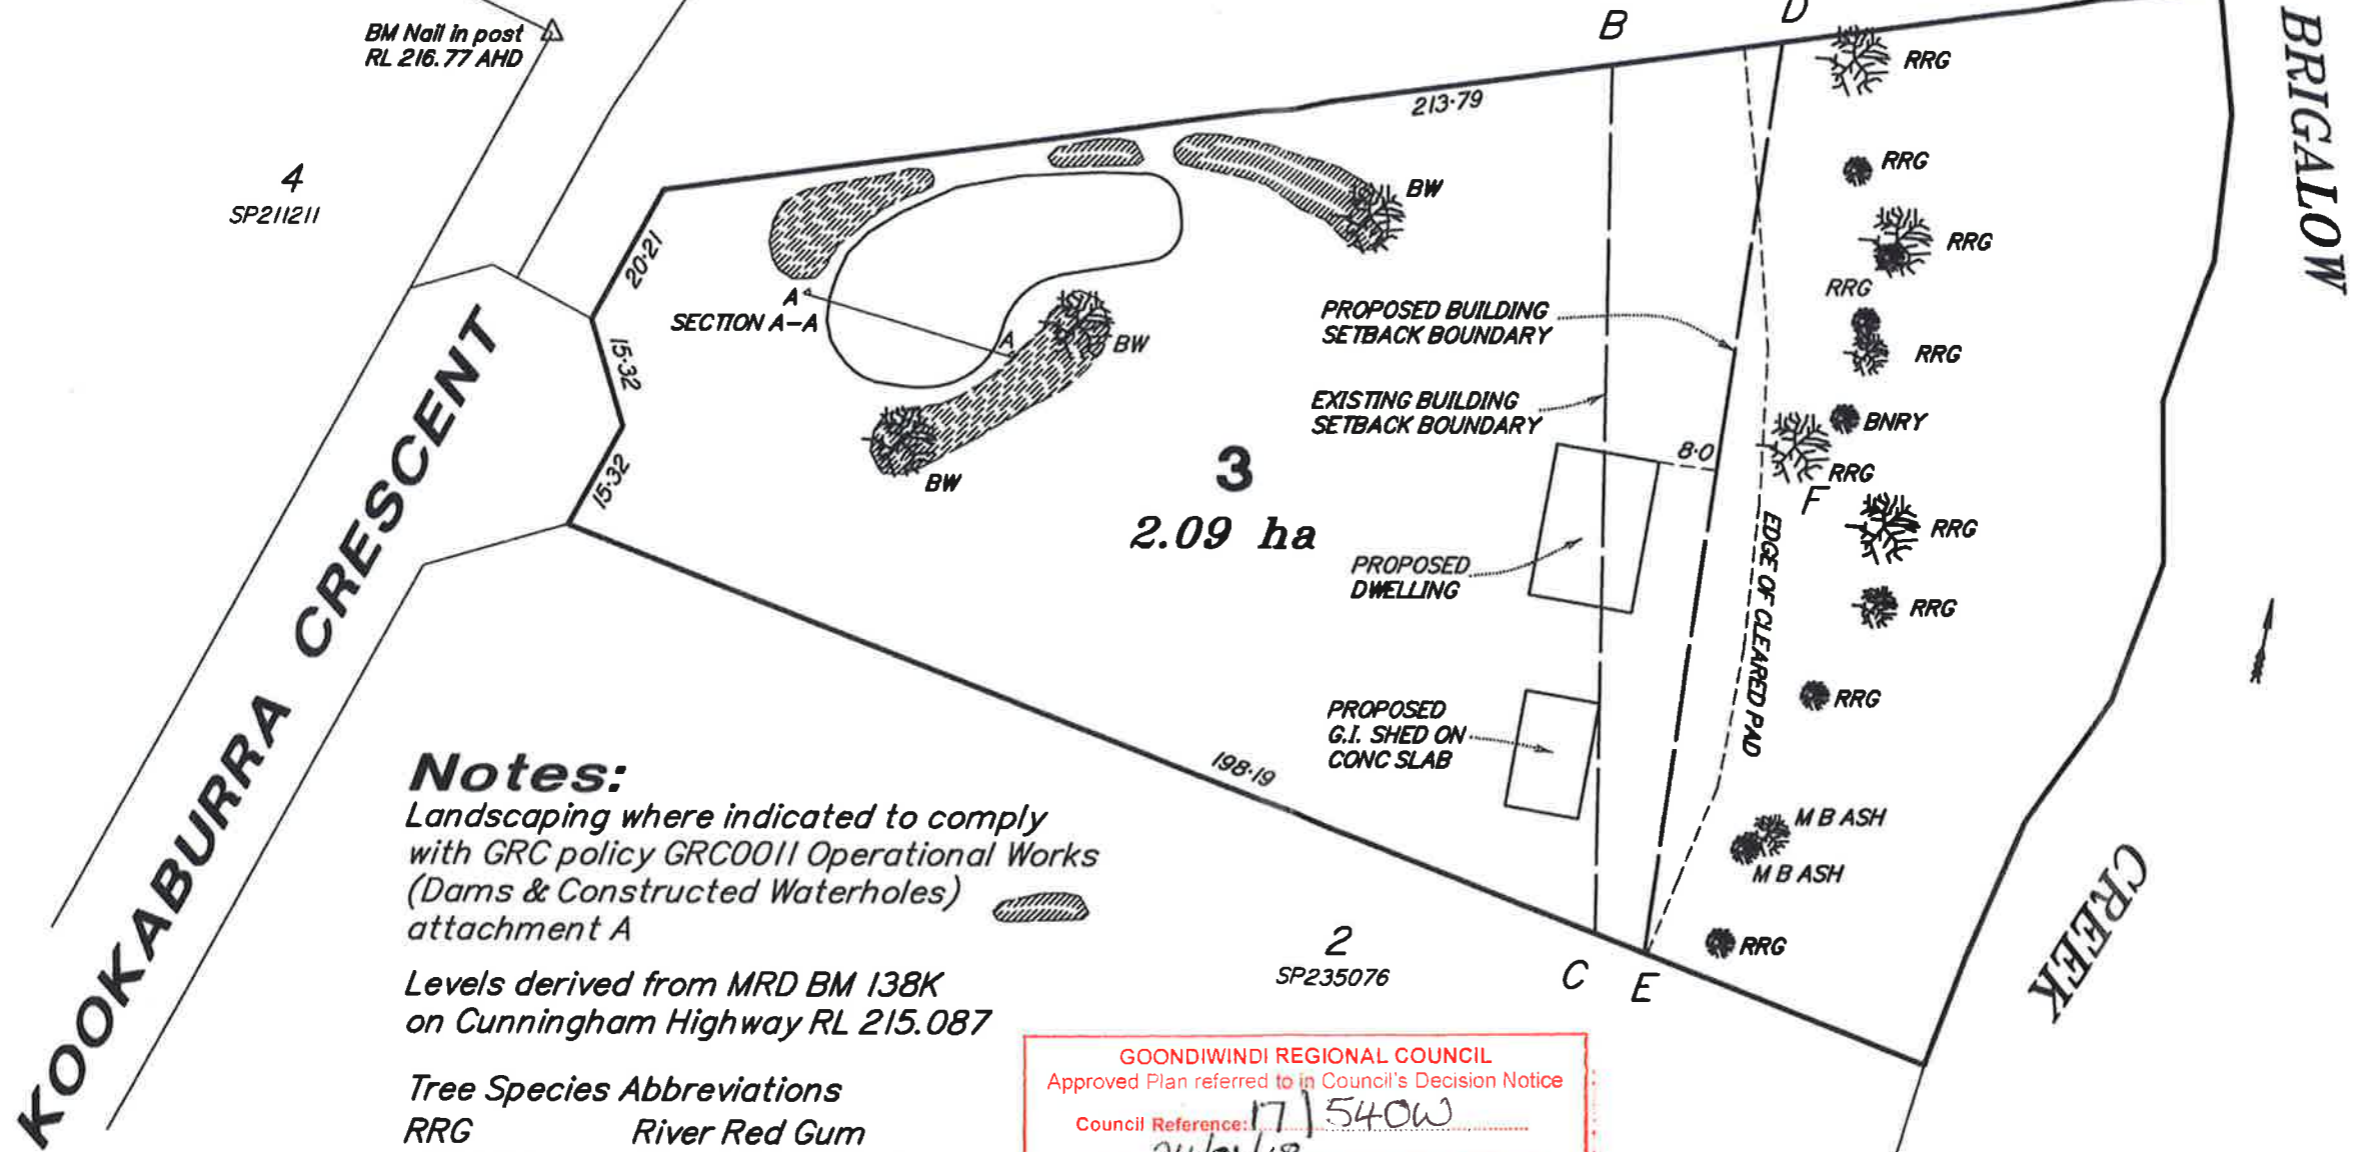 BM Nail in post
RL 216.77 AHD
4
SP211211
B
D
BRIGALOW
CREEK
213·79
20·21
15·32
15·32
198·19
KOOKABURRA CRESCENT
A
SECTION A-A
A
BW
BW
BW
3
2.09 ha
PROPOSED BUILDING
SETBACK BOUNDARY
EXISTING BUILDING
SETBACK BOUNDARY
8·0
PROPOSED
DWELLING
PROPOSED
G.I. SHED ON
CONC SLAB
EDGE OF CLEARED PAD
RRG
RRG
RRG
RRG
RRG
BNRY
RRG
F
RRG
RRG
RRG
M B ASH
M B ASH
RRG
2
SP235076
C
E
Notes:
Landscaping where indicated to comply
with GRC policy GRC0011 Operational Works
(Dams & Constructed Waterholes)
attachment A
Levels derived from MRD BM 138K
on Cunningham Highway RL 215.087
Tree Species Abbreviations
RRG River Red Gum
GOONDIWINDI REGIONAL COUNCIL
Approved Plan referred to in Council's Decision Notice
Council Reference: 17/540W